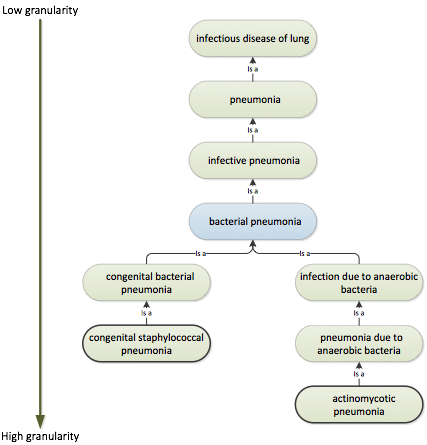 Low granularity
infectious disease of lung
Is a
pneumonia
Is a
infective pneumonia
Is a
bacterial pneumonia
Is a
Is a
congenital bacterial
pneumonia
infection due to anaerobic
bacteria
Is a
Is a
congenital staphylococcal
pneumonia
pneumonia due to
anaerobic bacteria
Is a
actinomycotic
pneumonia
High granularity